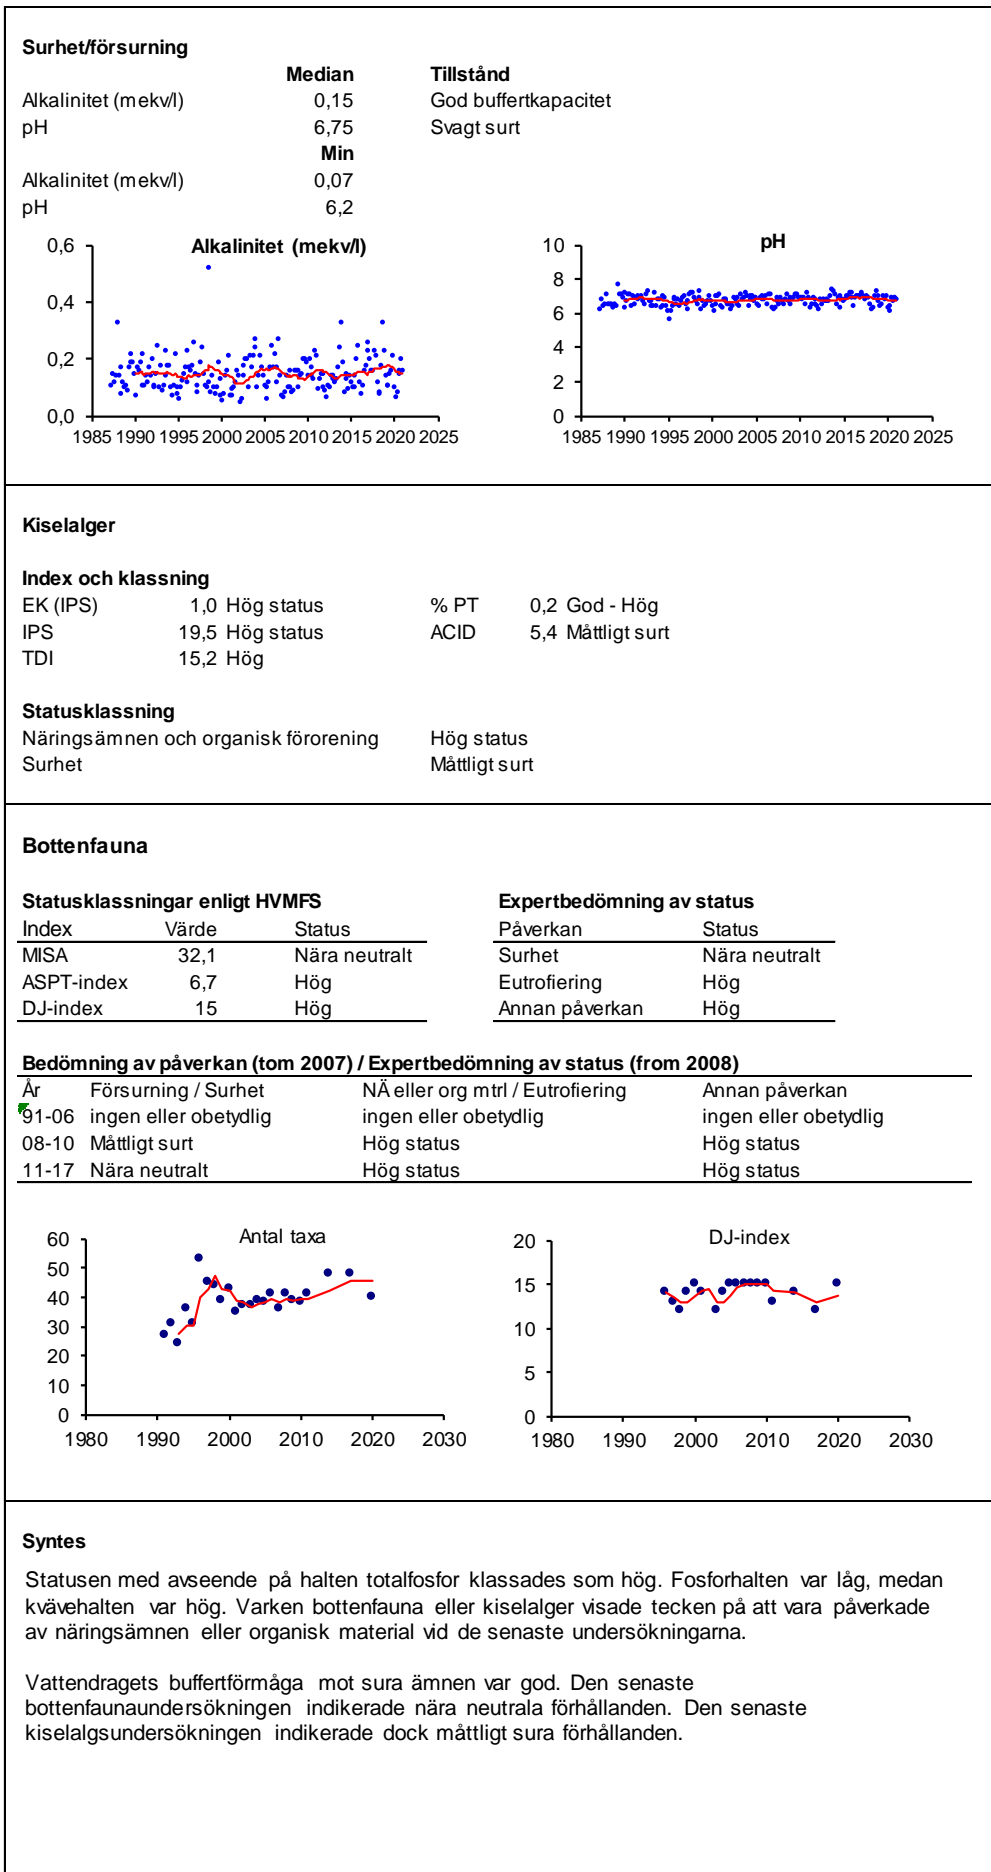 Surhet/försurning
Median Tillstånd
Alkalinitet (mekv/l) 0,15 God buffertkapacitet
pH 6,75 Svagt surt
Min
Alkalinitet (mekv/l) 0,07
pH 6,2
Alkalinitet (mekv/l)
0,6
0,4
0,2
0,0
1985 1990 1995 2000 2005 2010 2015 2020 2025
pH
10
8
6
4
2
0
1985 1990 1995 2000 2005 2010 2015 2020 2025
Kiselalger
Index och klassning
EK (IPS) 1,0 Hög status % PT 0,2 God - Hög
IPS 19,5 Hög status ACID 5,4 Måttligt surt
TDI 15,2 Hög
Statusklassning
Näringsämnen och organisk förorening Hög status
Surhet Måttligt surt
Bottenfauna
Statusklassningar enligt HVMFS Expertbedömning av status
Index Värde Status Påverkan Status
MISA 32,1 Nära neutralt Surhet Nära neutralt
ASPT-index 6,7 Hög Eutrofiering Hög
DJ-index 15 Hög Annan påverkan Hög
Bedömning av påverkan (tom 2007) / Expertbedömning av status (from 2008)
År Försurning / Surhet NÄ eller org mtrl / Eutrofiering Annan påverkan
91-06 ingen eller obetydlig ingen eller obetydlig ingen eller obetydlig
08-10 Måttligt surt Hög status Hög status
11-17 Nära neutralt Hög status Hög status
Antal taxa
60
50
40
30
20
10
0
1980 1990 2000 2010 2020 2030
DJ-index
20
15
10
5
0
1980 1990 2000 2010 2020 2030
Syntes
Statusen med avseende på halten totalfosfor klassades som hög. Fosforhalten var låg, medan
kvävehalten var hög. Varken bottenfauna eller kiselalger visade tecken på att vara påverkade
av näringsämnen eller organisk material vid de senaste undersökningarna.
Vattendragets buffertförmåga mot sura ämnen var god. Den senaste
bottenfaunaundersökningen indikerade nära neutrala förhållanden. Den senaste
kiselalgsundersökningen indikerade dock måttligt sura förhållanden.